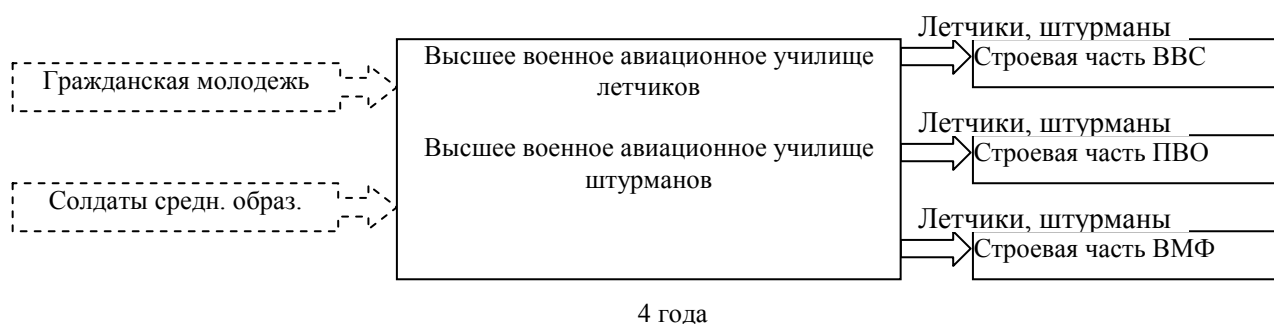 Гражданская молодежь
Солдаты средн. образ.
Высшее военное авиационное училище
летчиков
Высшее военное авиационное училище
штурманов
Летчики, штурманы
Строевая часть ВВС
Летчики, штурманы
Строевая часть ПВО
Летчики, штурманы
Строевая часть ВМФ
4 года